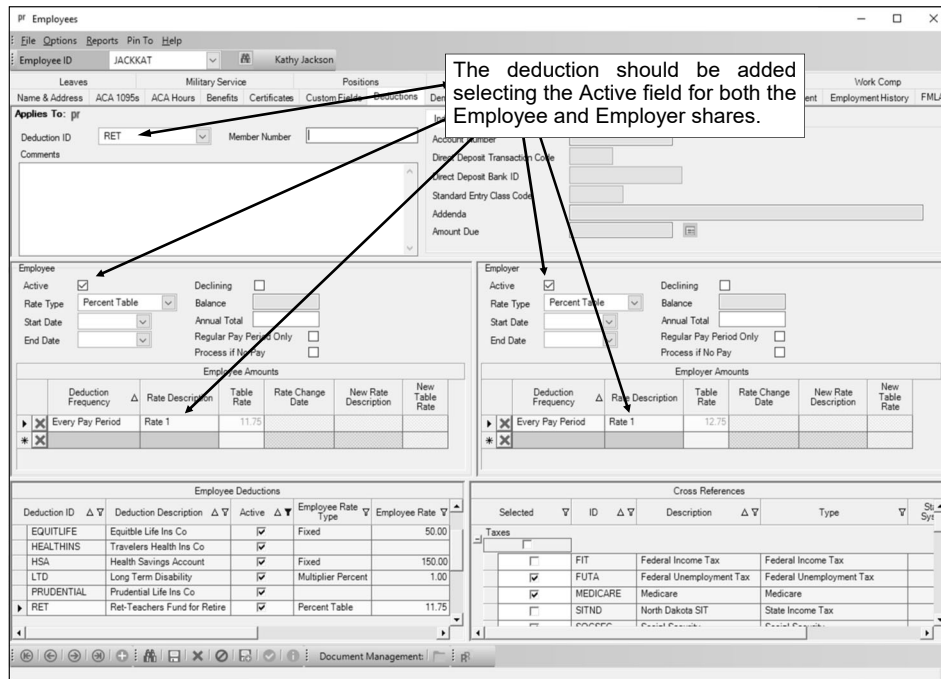 pr Employees
File Options Reports Pin To Help
Employee ID JACKKAT Kathy Jackson
The deduction should be added
selecting the Active field for both the
Employee and Employer shares.
Leaves Military Service Positions Work Comp
Name & Address ACA 1095s ACA Hours Benefits Certificates Custom Fields Deductions Employment History FMLA
Applies To: pr
Deduction ID RET Member Number
Comments
Account Number
Direct Deposit Transaction Code
Direct Deposit Bank ID
Standard Entry Class Code
Addenda
Amount Due
Employee
Active Declining
Rate Type Percent Table Balance
Start Date Annual Total
End Date Regular Pay Period Only
Process if No Pay
Employee Amounts
Deduction Frequency Rate Description Table Rate Rate Change Date New Rate Description New Table Rate
Every Pay Period Rate 1 11.75
Employer
Active Declining
Rate Type Percent Table Balance
Start Date Annual Total
End Date Regular Pay Period Only
Process if No Pay
Employer Amounts
Deduction Frequency Rate Description Table Rate Rate Change Date New Rate Description New Table Rate
Every Pay Period Rate 1 12.75
Employee Deductions
Deduction ID Deduction Description Active Employee Rate Type Employee Rate
EQUITLIFE Equitble Life Ins Co Fixed 50.00
HEALTHINS Travelers Health Ins Co
HSA Health Savings Account Fixed 150.00
LTD Long Term Disability Multiplier Percent 1.00
PRUDENTIAL Prudential Life Ins Co
RET Ret-Teachers Fund for Retire Percent Table 11.75
Cross References
Selected ID Description Type
Taxes
FIT Federal Income Tax Federal Income Tax
FUTA Federal Unemployment Tax Federal Unemployment Tax
MEDICARE Medicare Medicare
SITND North Dakota SIT State Income Tax
SOCSEC Social Security Social Security
Document Management: